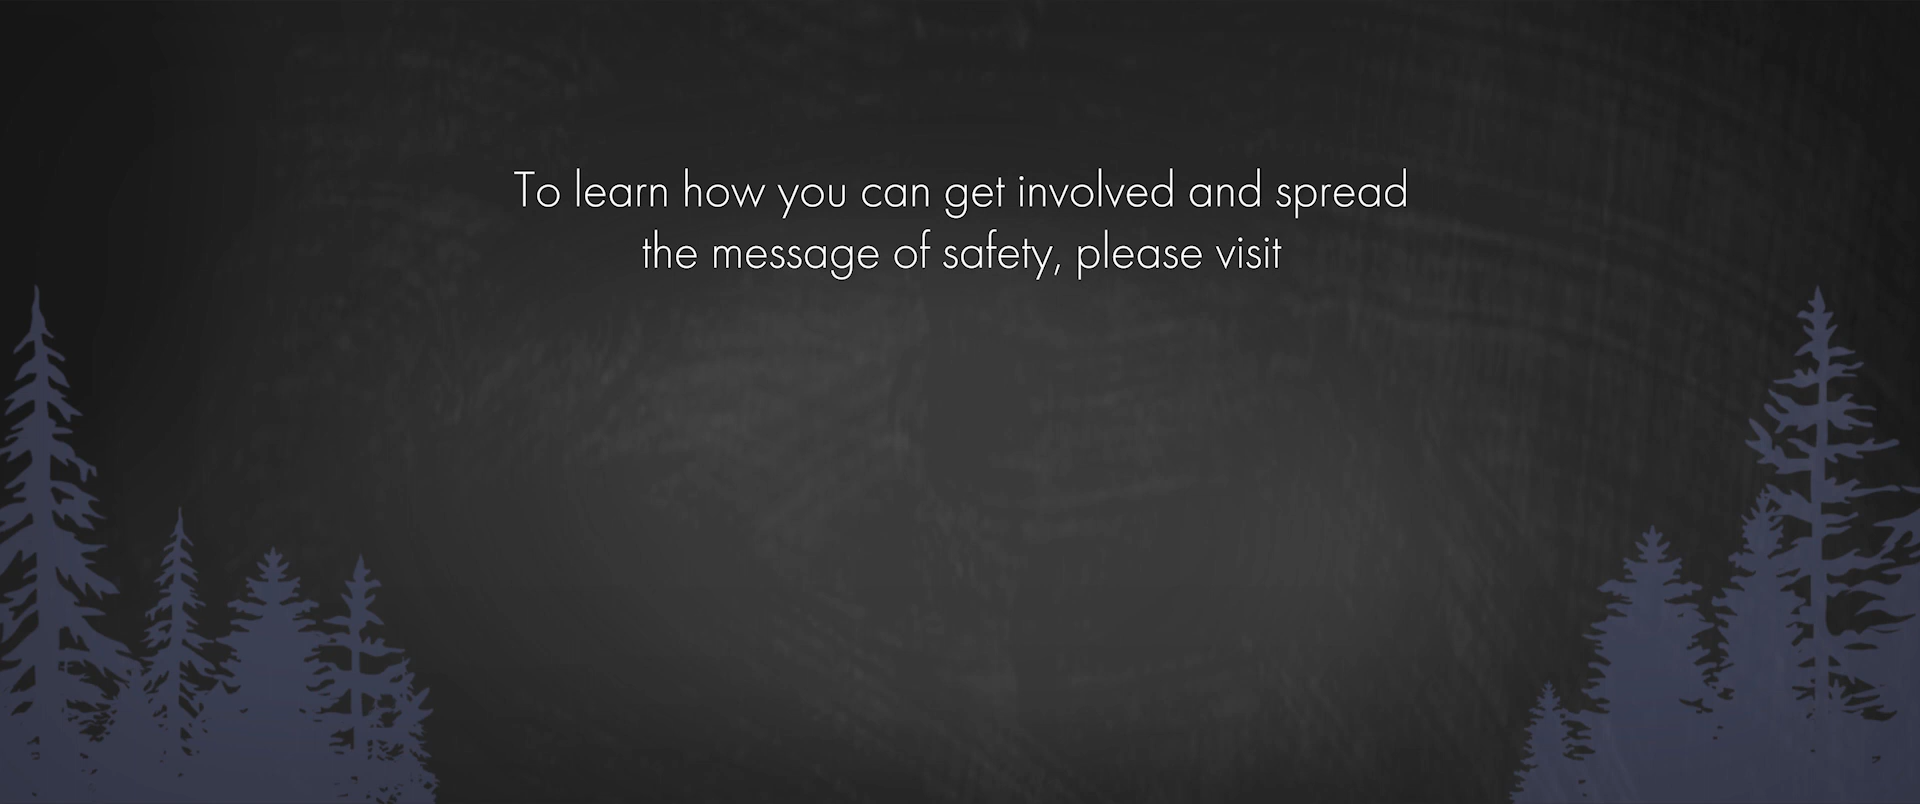 To learn how you can get involved and spread
the message of safety, please visit